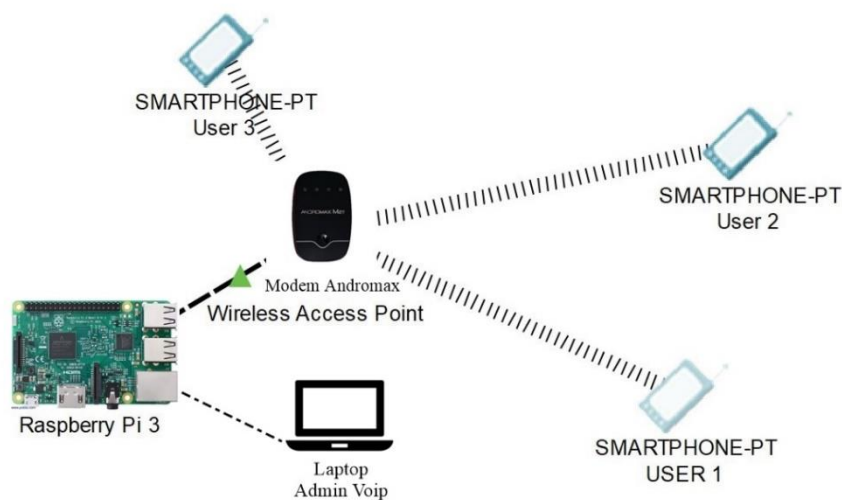 SMARTPHONE-PT
User 3
SMARTPHONE-PT
User 2
Modem Andromax
Wireless Access Point
Raspberry Pi 3
Laptop
Admin Voip
SMARTPHONE-PT
USER 1